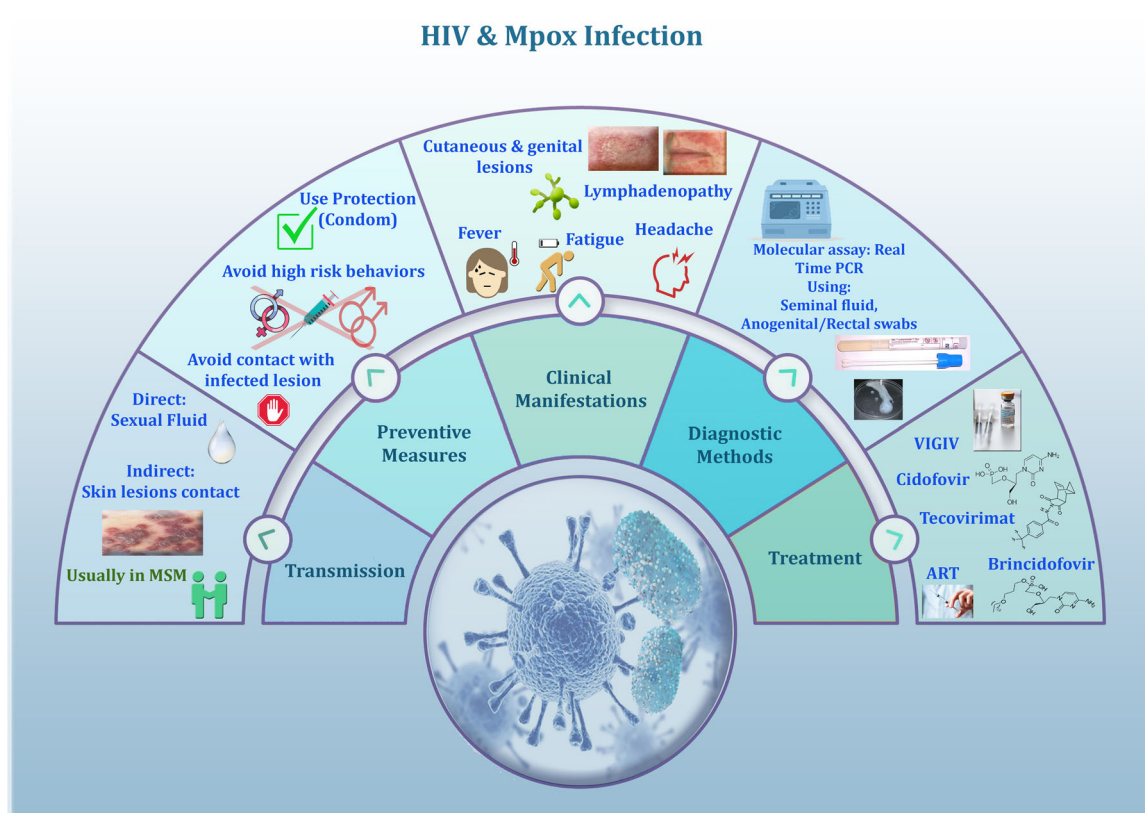 HIV & Mpox Infection
Transmission
Direct:
Sexual Fluid
Indirect:
Skin lesions contact
Usually in MSM
Preventive
Measures
Use Protection
(Condom)
Avoid high risk behaviors
Avoid contact with
infected lesion
Clinical
Manifestations
Cutaneous & genital
lesions
Lymphadenopathy
Fever
Fatigue
Headache
Diagnostic
Methods
Molecular assay: Real
Time PCR
Using:
Seminal fluid,
Anogenital/Rectal swabs
Treatment
VIGIV
Cidofovir
Tecovirimat
Brincidofovir
ART